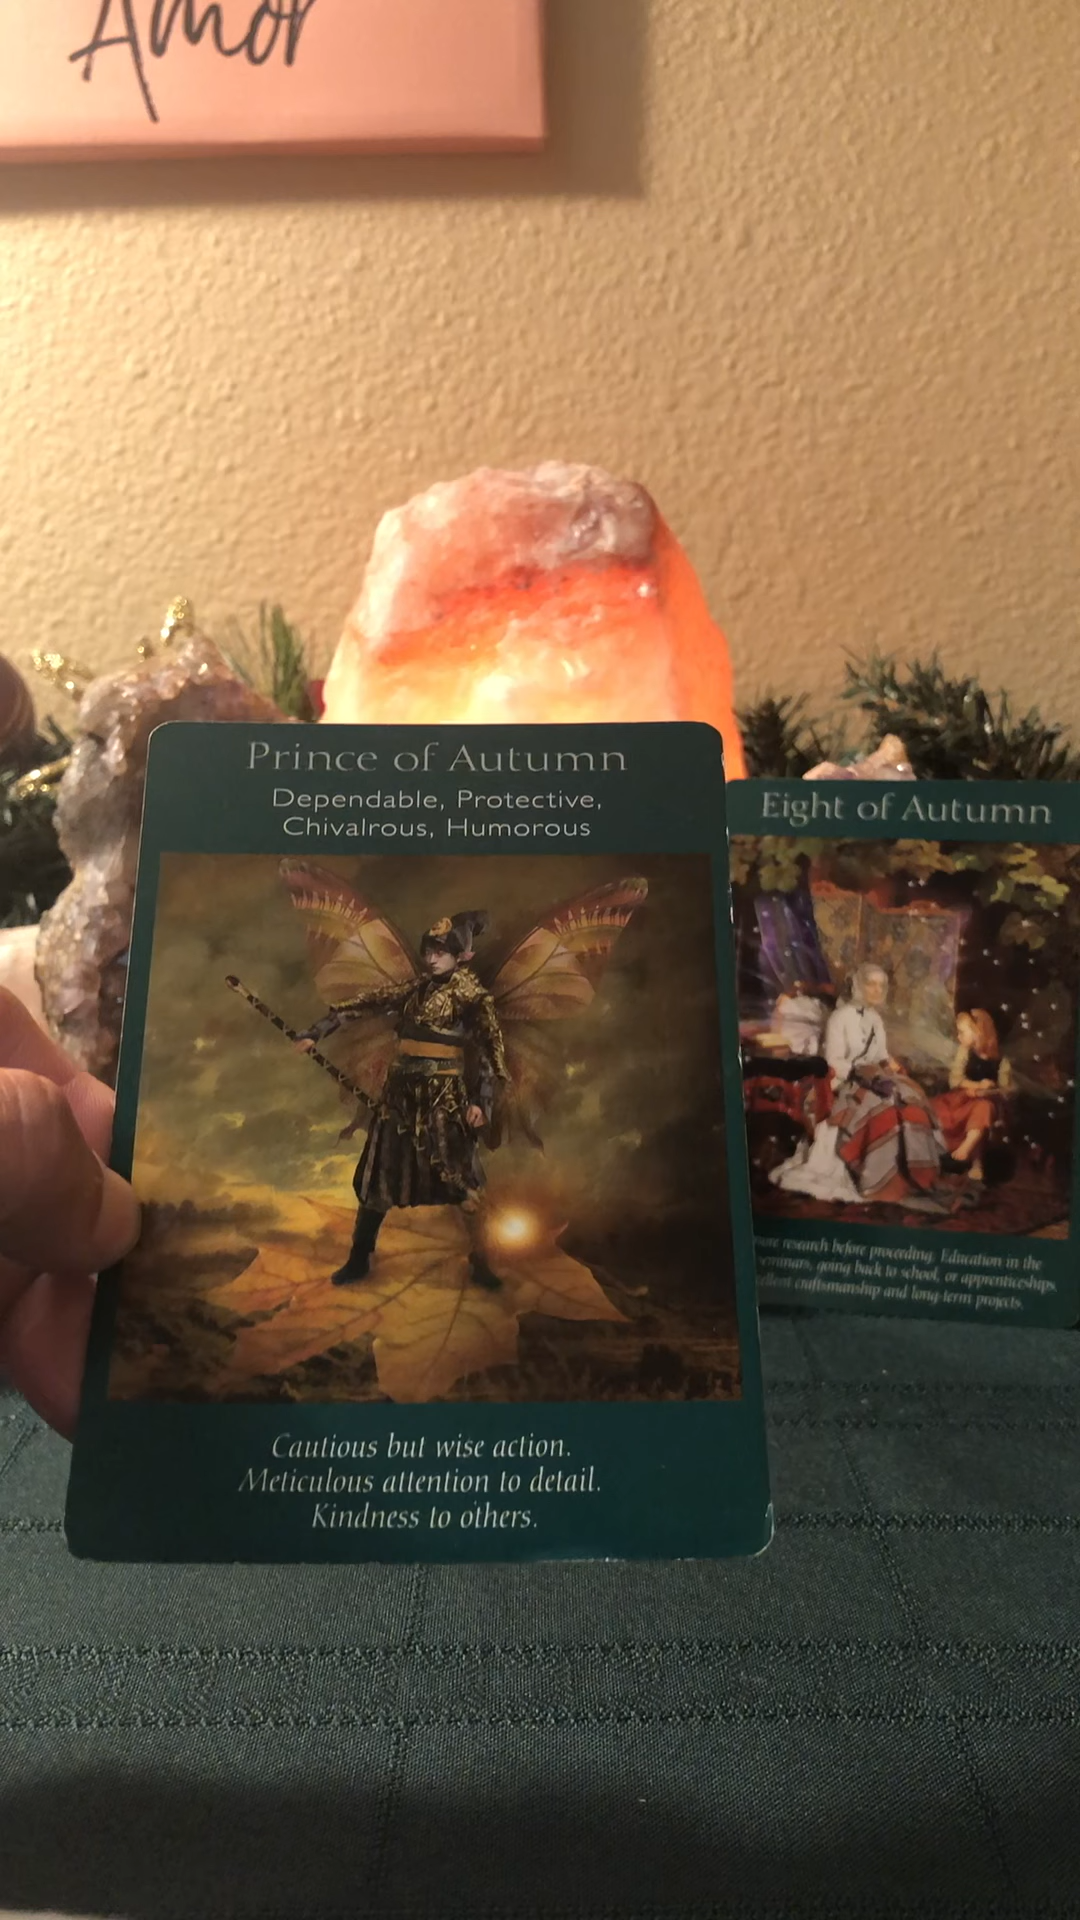 Amor
Prince of Autumn
Dependable, Protective,
Chivalrous, Humorous
Cautious but wise action.
Meticulous attention to detail.
Kindness to others.
Eight of Autumn
research before proceeding. Education in the
seminars, going back to school, or apprenticeships.
craftsmanship and long-term projects.